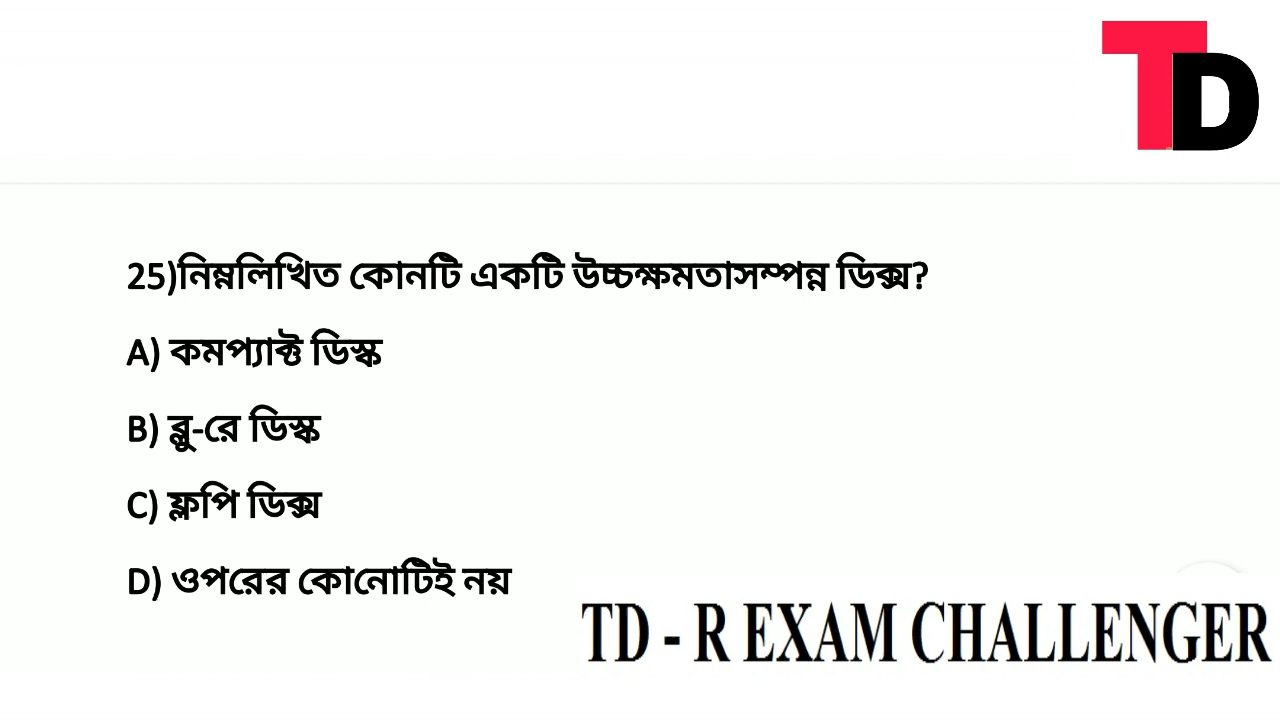 TD
25)নিম্নলিখিত কোনটি একটি উচ্চক্ষমতাসম্পন্ন ডিক্স?
A) কমপ্যাক্ট ডিস্ক
B) ব্লু-রে ডিস্ক
C) ফ্লপি ডিক্স
D) ওপরের কোনোটিই নয়
TD - R EXAM CHALLENGER